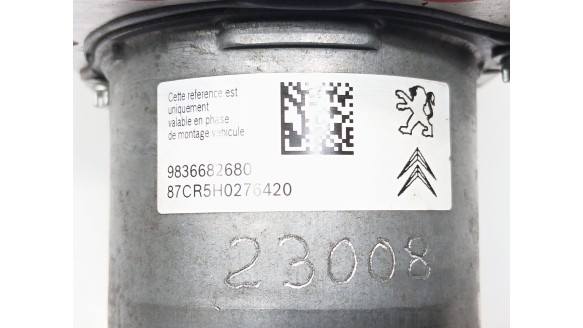 Cette reference est
uniquement
valable en phase
de montage vehicule
9836682680
87CR5H0276420
23008